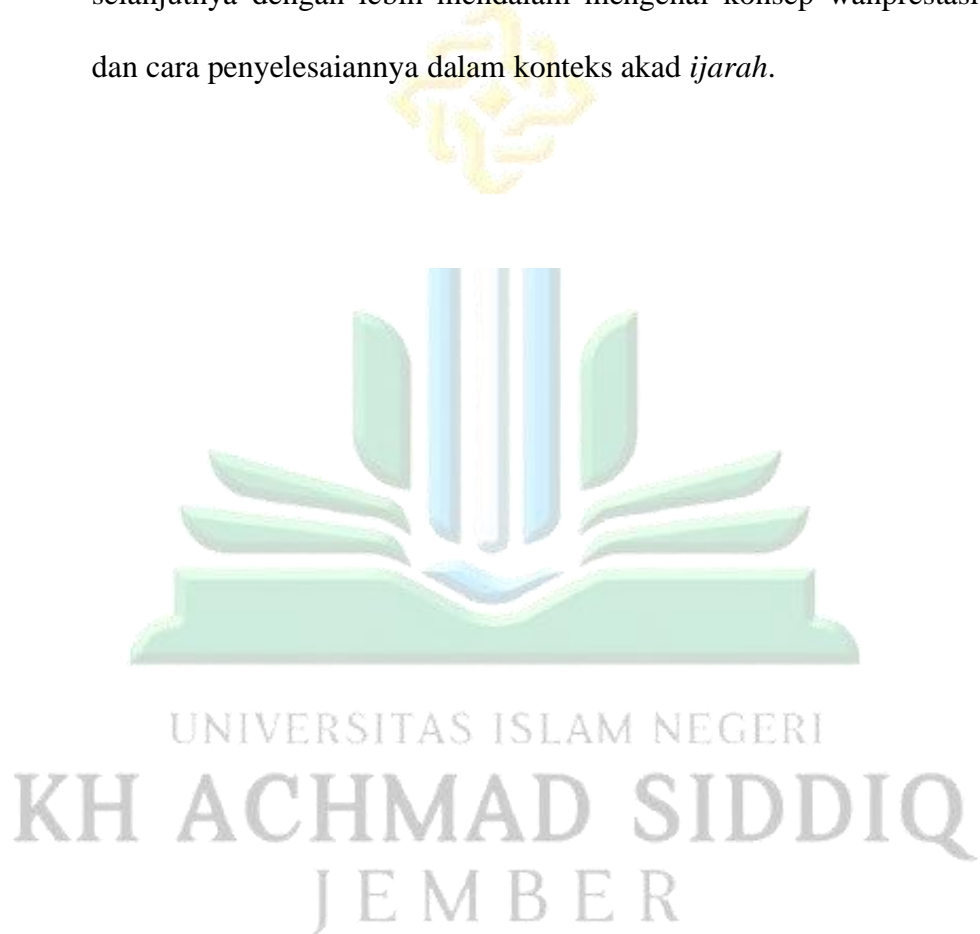 selanjutnya dengan lebih mendalam mengenai konsep wanprestasi
dan cara penyelesaiannya dalam konteks akad ijarah.
UNIVERSITAS ISLAM NEGERI
KH ACHMAD SIDDIQ
JEMBER